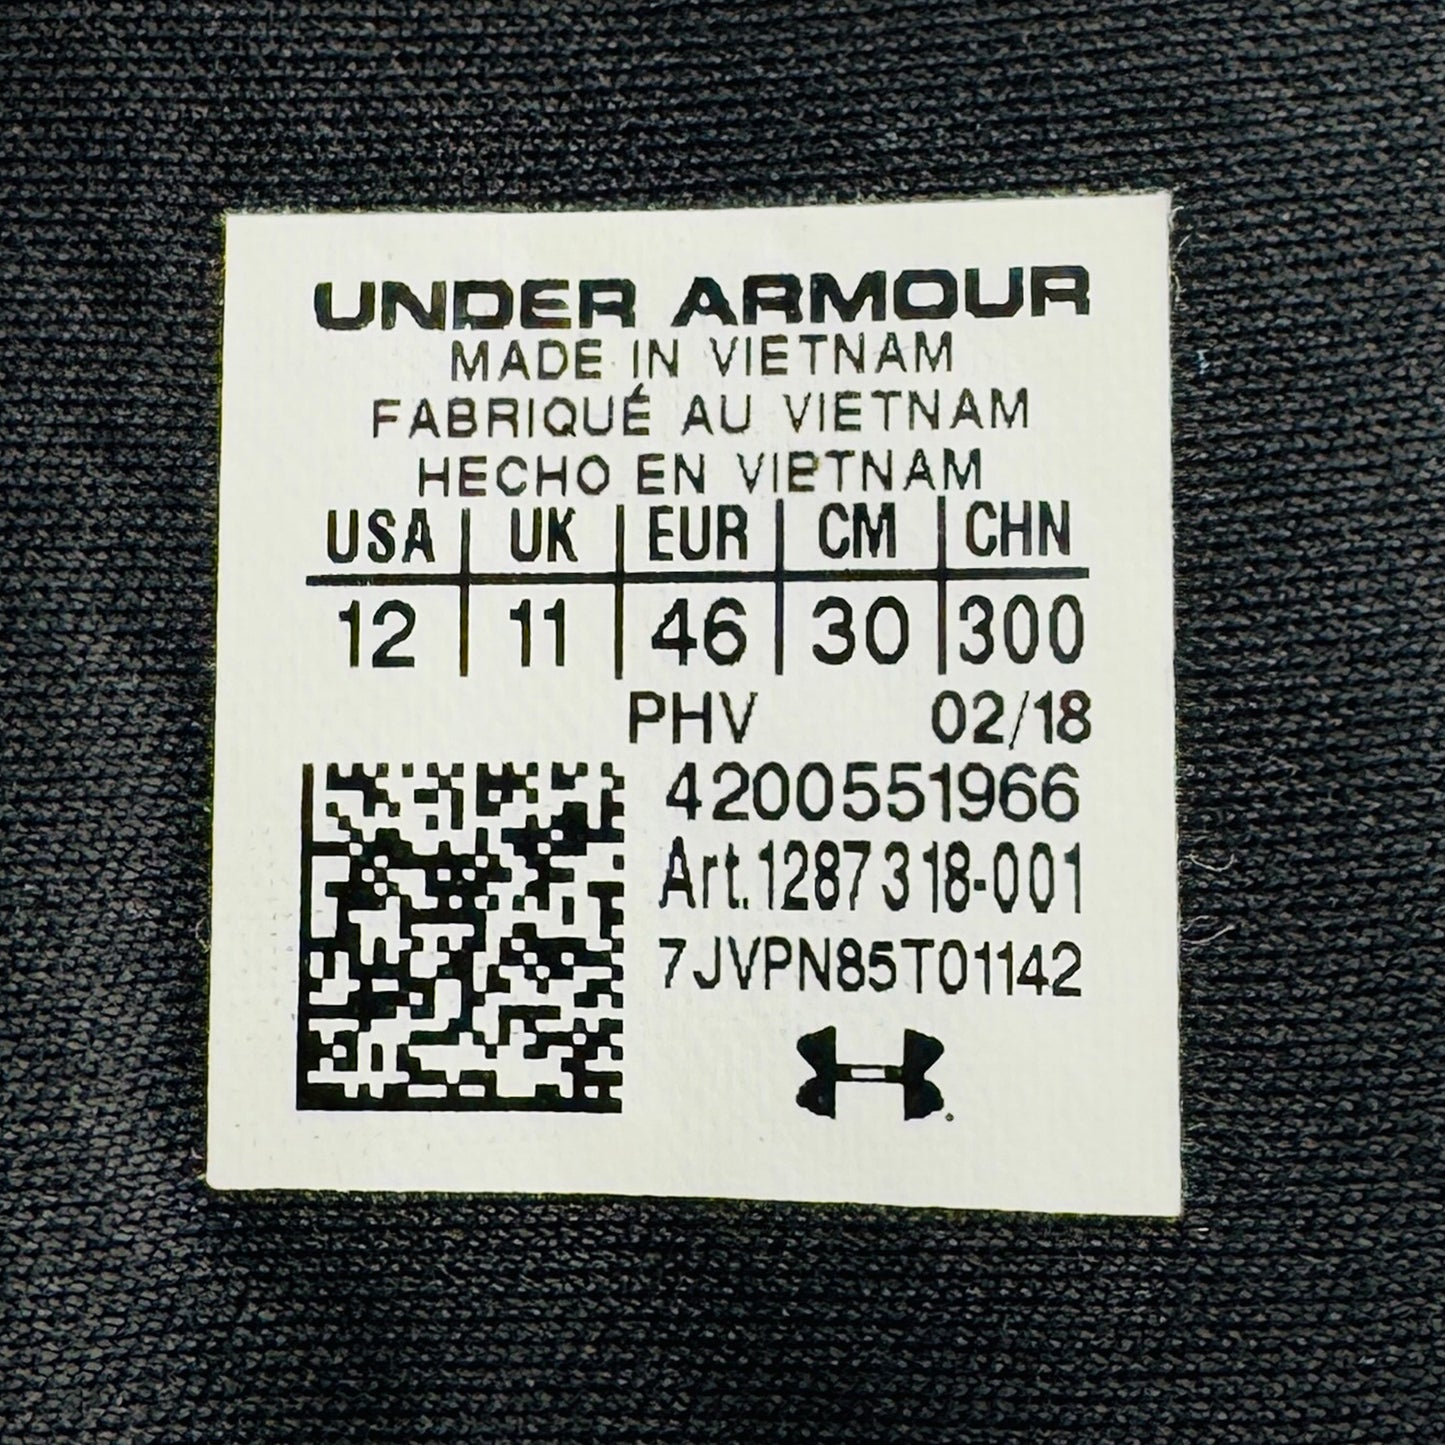 UNDER ARMOUR
MADE IN VIETNAM
FABRIQUÉ AU VIETNAM
HECHO EN VIETNAM
USA | UK | EUR | CM | CHN
12 | 11 | 46 | 30 | 300
PHV 02/18
4200551966
Art.1287318-001
7JVPN85T01142